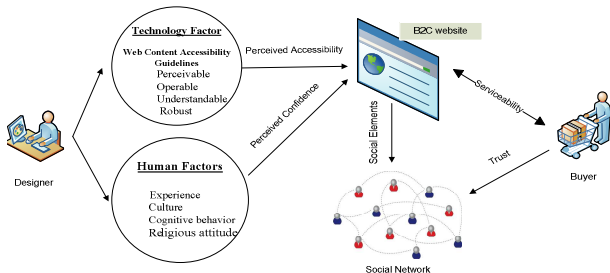 Technology Factor
Web Content Accessibility
Guidelines
Perceivable
Operable
Understandable
Robust
Perceived Accessibility
B2C website
Perceived Confidence
Serviceability
Social Elements
Trust
Designer
Human Factors
Experience
Culture
Cognitive behavior
Religious attitude
Buyer
Social Network